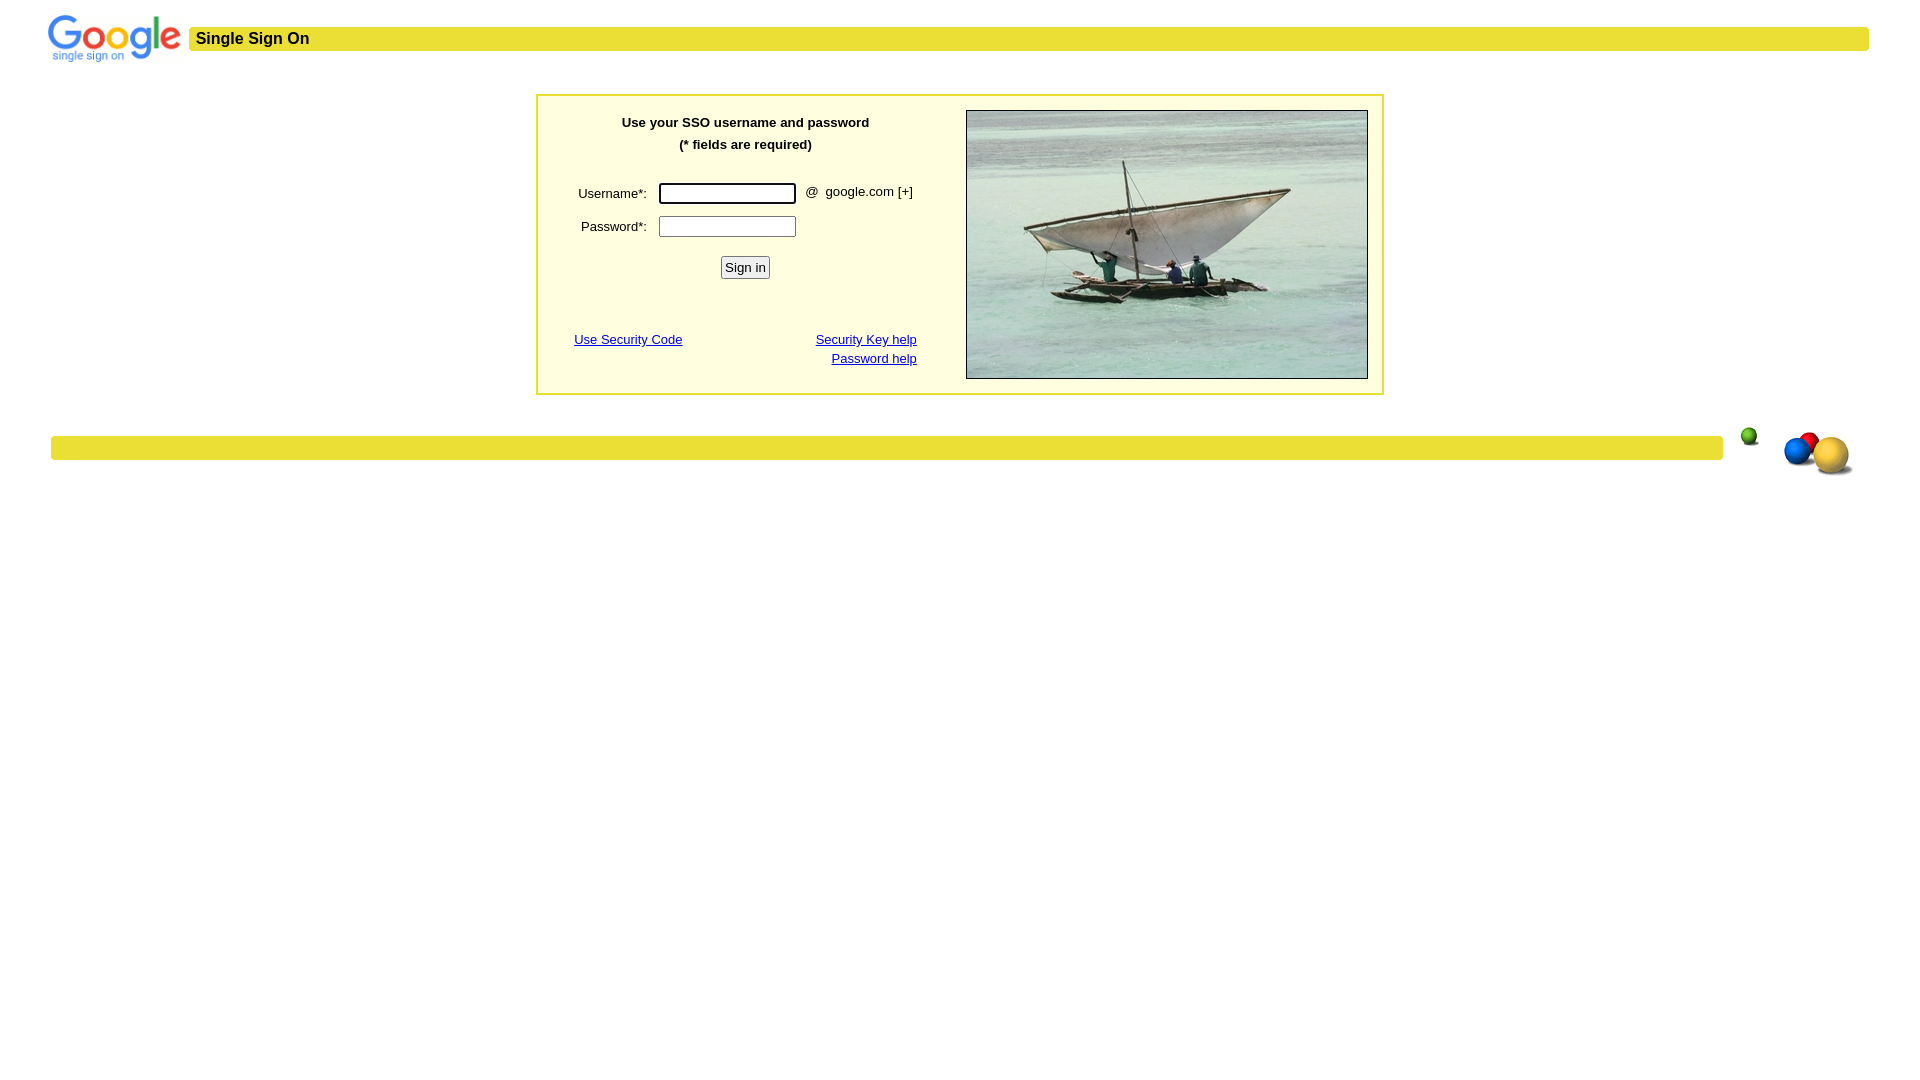 Google
single sign on
Single Sign On
Use your SSO username and password
(* fields are required)
Username*: @ google.com [+]
Password*:
Sign in
Use Security Code
Security Key help
Password help